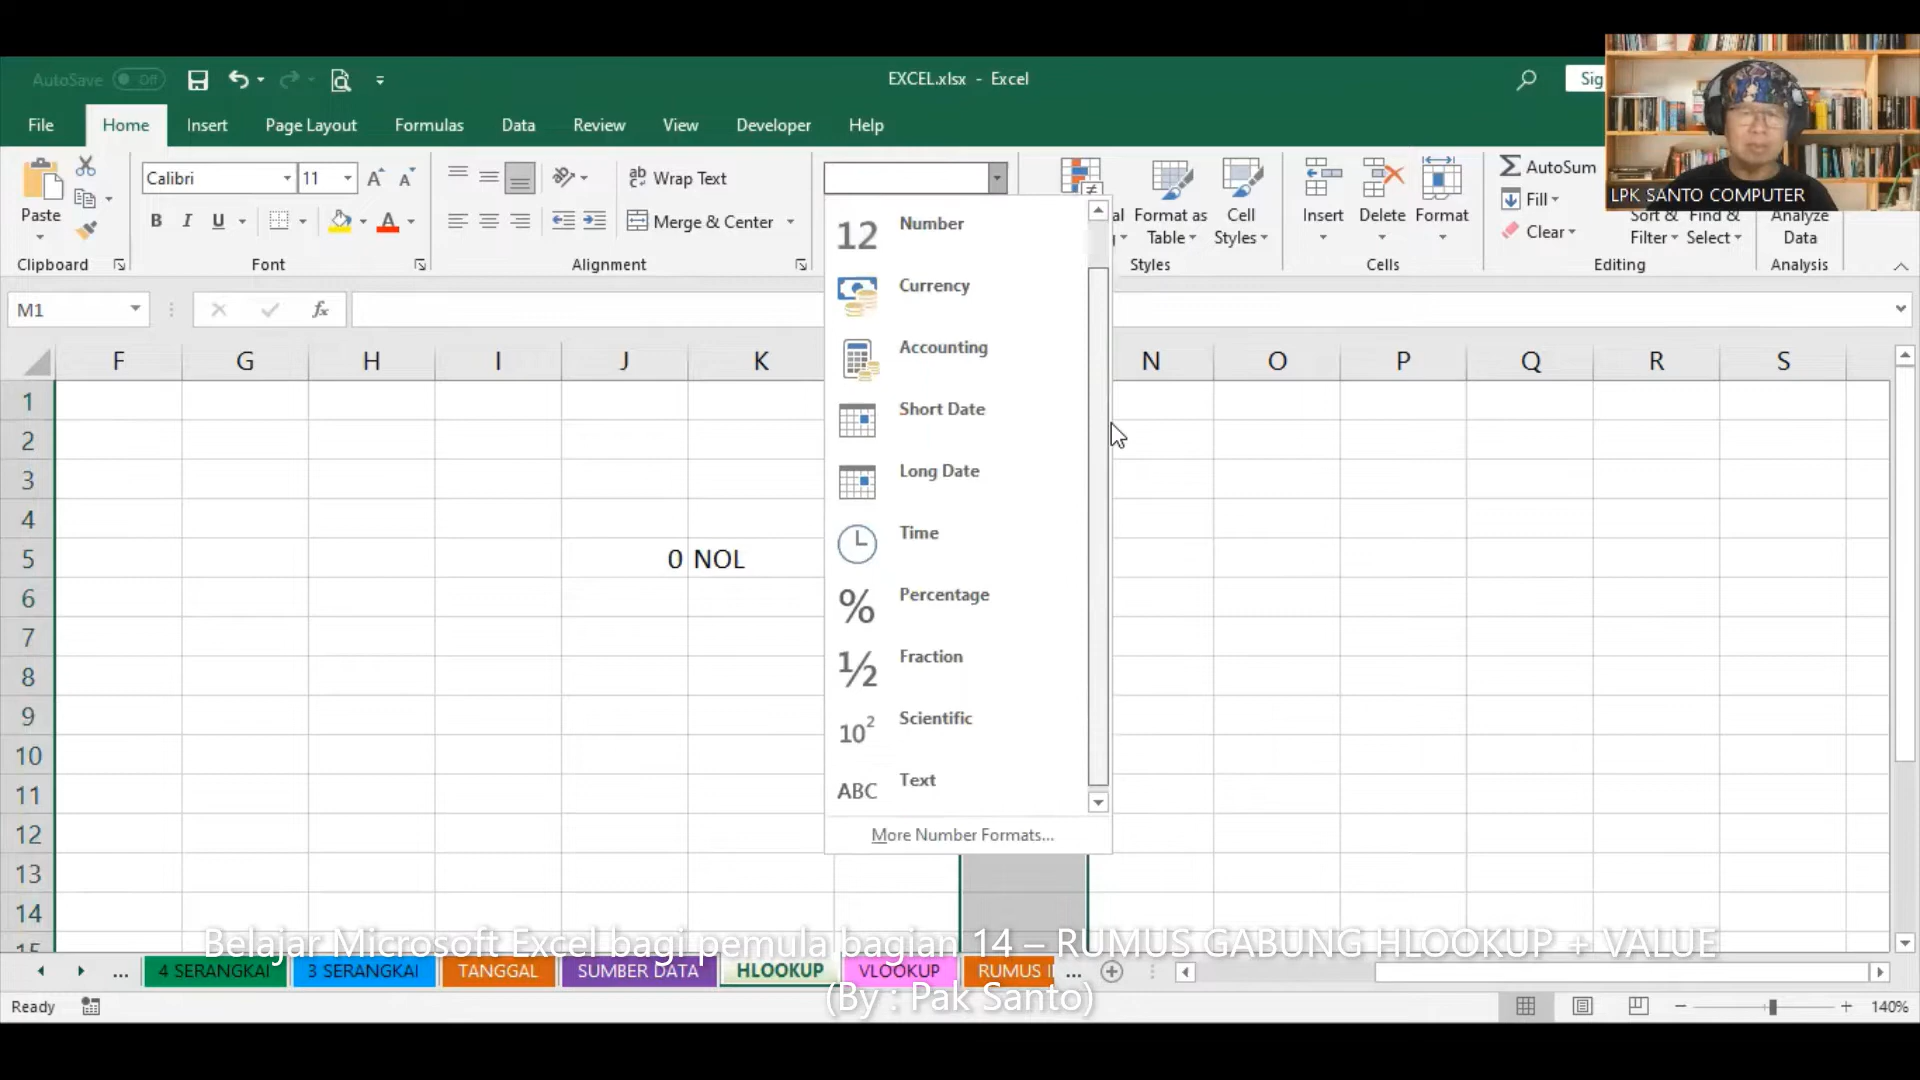 AutoSave Off
EXCEL.xlsx - Excel
Sig
File Home Insert Page Layout Formulas Data Review View Developer Help
LPK SANTO COMPUTER
Paste
Calibri 11
B I U
Wrap Text
Merge & Center
Format as Table
Cell Styles
Insert Delete Format
AutoSum
Fill
Clear
Sort & Filter
Find & Select
Analyze Data
Clipboard Font Alignment Styles Cells Editing Analysis
M1 fx
12 Number
Currency
Accounting
Short Date
Long Date
Time
% Percentage
½ Fraction
10² Scientific
ABC Text
More Number Formats...
F G H I J K N O P Q R S
1
2
3
4
5 0 NOL
6
7
8
9
10
11
12
13
14
15
Belajar Microsoft Excel bagi pemula bagian 14 – RUMUS GABUNG HLOOKUP + VALUE
(By : Pak Santo)
... 4 SERANGKAI 3 SERANGKAI TANGGAL SUMBER DATA HLOOKUP VLOOKUP RUMUS I ...
Ready 140%